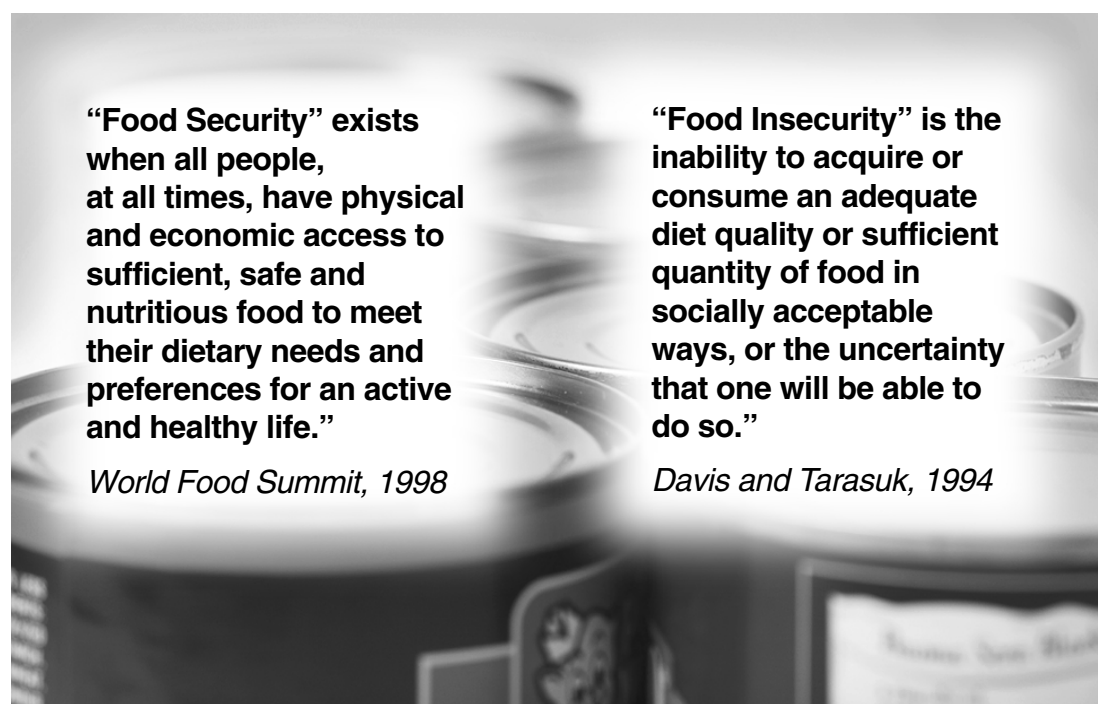 “Food Security” exists
when all people,
at all times, have physical
and economic access to
sufficient, safe and
nutritious food to meet
their dietary needs and
preferences for an active
and healthy life.”
World Food Summit, 1998
“Food Insecurity” is the
inability to acquire or
consume an adequate
diet quality or sufficient
quantity of food in
socially acceptable
ways, or the uncertainty
that one will be able to
do so.”
Davis and Tarasuk, 1994